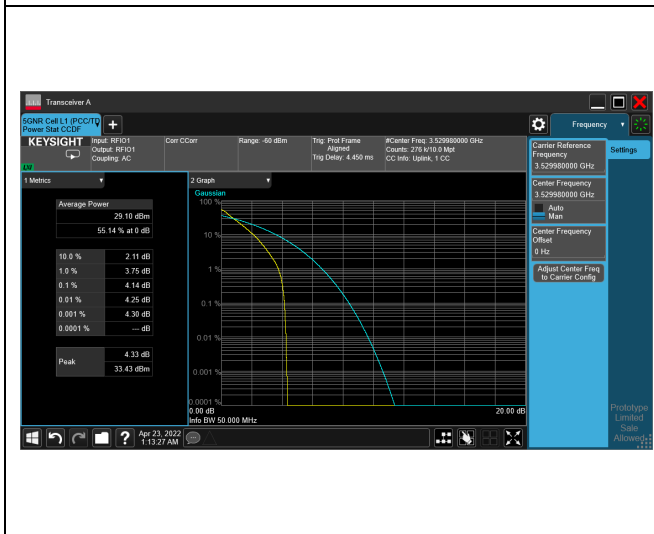 Transceiver A
5GNR Cell L1 (PCC/TD
Power Stat CCDF
Frequency
KEYSIGHT
Input: RFIO1
Output: RFIO1
Coupling: AC
Corr CCorr
Range: -60 dBm
Trig: Prot Frame
Aligned
Trig Delay: 4.450 ms
#Center Freq: 3.529980000 GHz
Counts: 276 k/10.0 Mpt
CC Info: Uplink, 1 CC
1 Metrics
Average Power
29.10 dBm
55.14 % at 0 dB
10.0 % 2.11 dB
1.0 % 3.75 dB
0.1 % 4.14 dB
0.01 % 4.25 dB
0.001 % 4.30 dB
0.0001 % --- dB
Peak
4.33 dB
33.43 dBm
2 Graph
Gaussian
100 %
10 %
1 %
0.1 %
0.01 %
0.001 %
0.0001 %
0.00 dB
20.00 dB
Info BW 50.000 MHz
Carrier Reference
Frequency
3.529980000 GHz
Center Frequency
3.529980000 GHz
Auto
Man
Center Frequency
Offset
0 Hz
Adjust Center Freq
to Carrier Config
Settings
Prototype
Limited
Sale
Allowed
?
Apr 23, 2022
1:13:27 AM